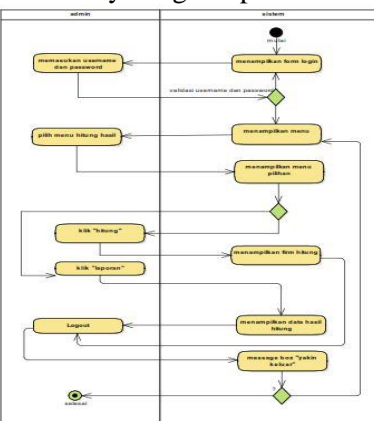 admin
sistem
mulai
memasukan username
dan password
menampilkan form login
validasi username dan password
pilih menu hitung hasil
menampilkan menu
menampilkan menu
pilihan
klik "hitung"
menampilkan firm hitung
klik "laporan"
Logout
menampilkan data hasil
hitung
message box "yakin
keluar"
?
selesai